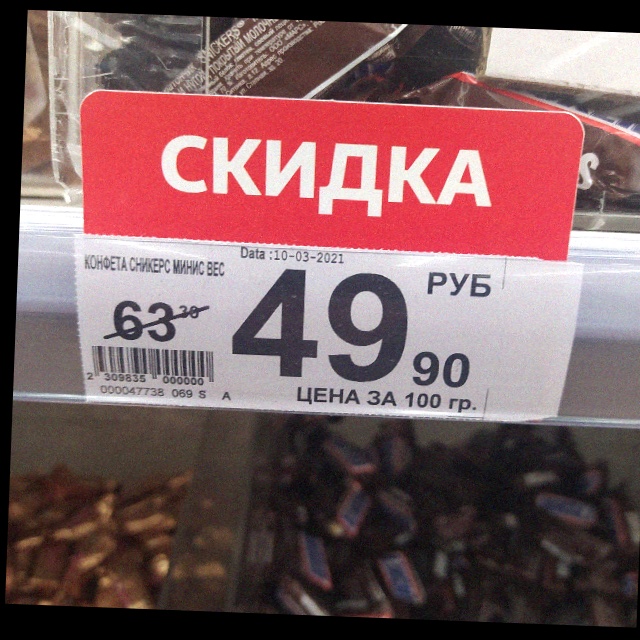 СКИДКА
Data :10-03-2021
КОНФЕТА СНИКЕРС МИНИС ВЕС
63 30
49 90
РУБ
2 309835 000000
000047738 069 S A
ЦЕНА ЗА 100 гр.